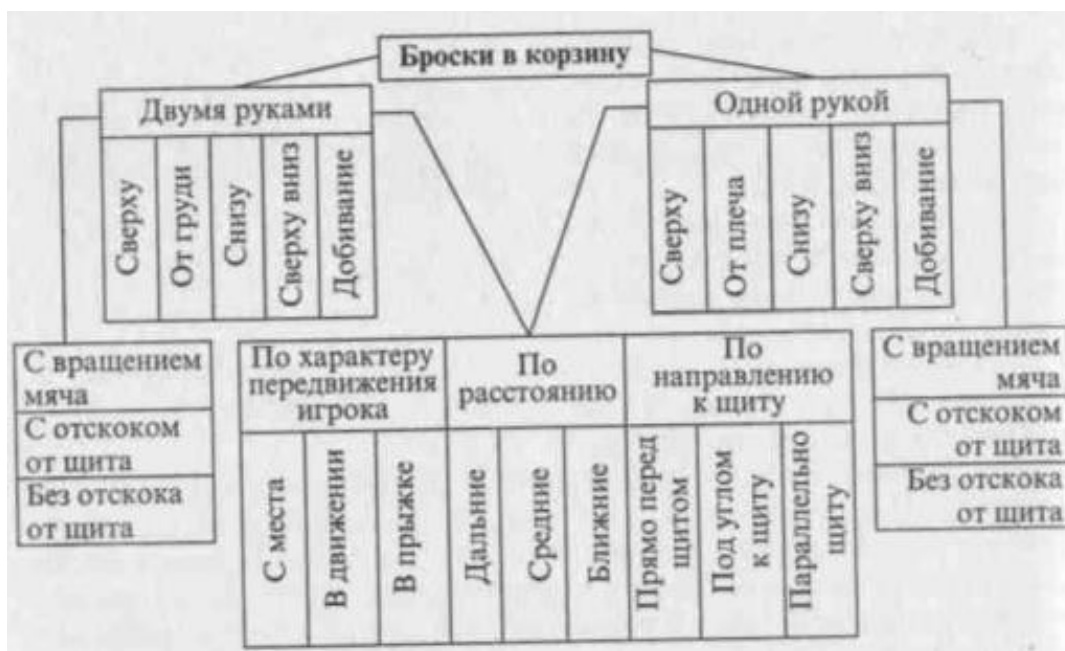 Броски в корзину
Двумя руками
Сверху
От груди
Снизу
Сверху вниз
Добивание
Одной рукой
Сверху
От плеча
Снизу
Сверху вниз
Добивание
С вращением
мяча
С отскоком
от щита
Без отскока
от щита
По характеру
передвижения
игрока
С места
В движении
В прыжке
По
расстоянию
Дальние
Средние
Ближние
По
направлению
к щиту
Прямо перед
щитом
Под углом
к щиту
Параллельно
щиту
С вращением
мяча
С отскоком
от щита
Без отскока
от щита